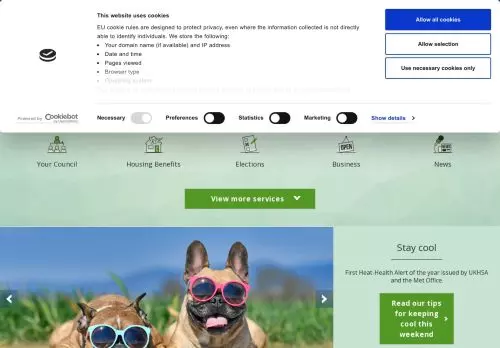 This website uses cookies
EU cookie rules are designed to protect privacy, even where the information collected is not directly
able to identify individuals. We store the following:
• Your domain name (if available) and IP address
• Date and time
• Pages viewed
• Browser type
• Operating system
Allow all cookies
Allow selection
Use necessary cookies only
Powered by Cookiebot
Necessary
Preferences
Statistics
Marketing
Show details
Your Council
Housing Benefits
Elections
Business
News
OPEN
View more services
Stay cool
First Heat-Health Alert of the year issued by UKHSA
and the Met Office.
Read our tips
for keeping
cool this
weekend